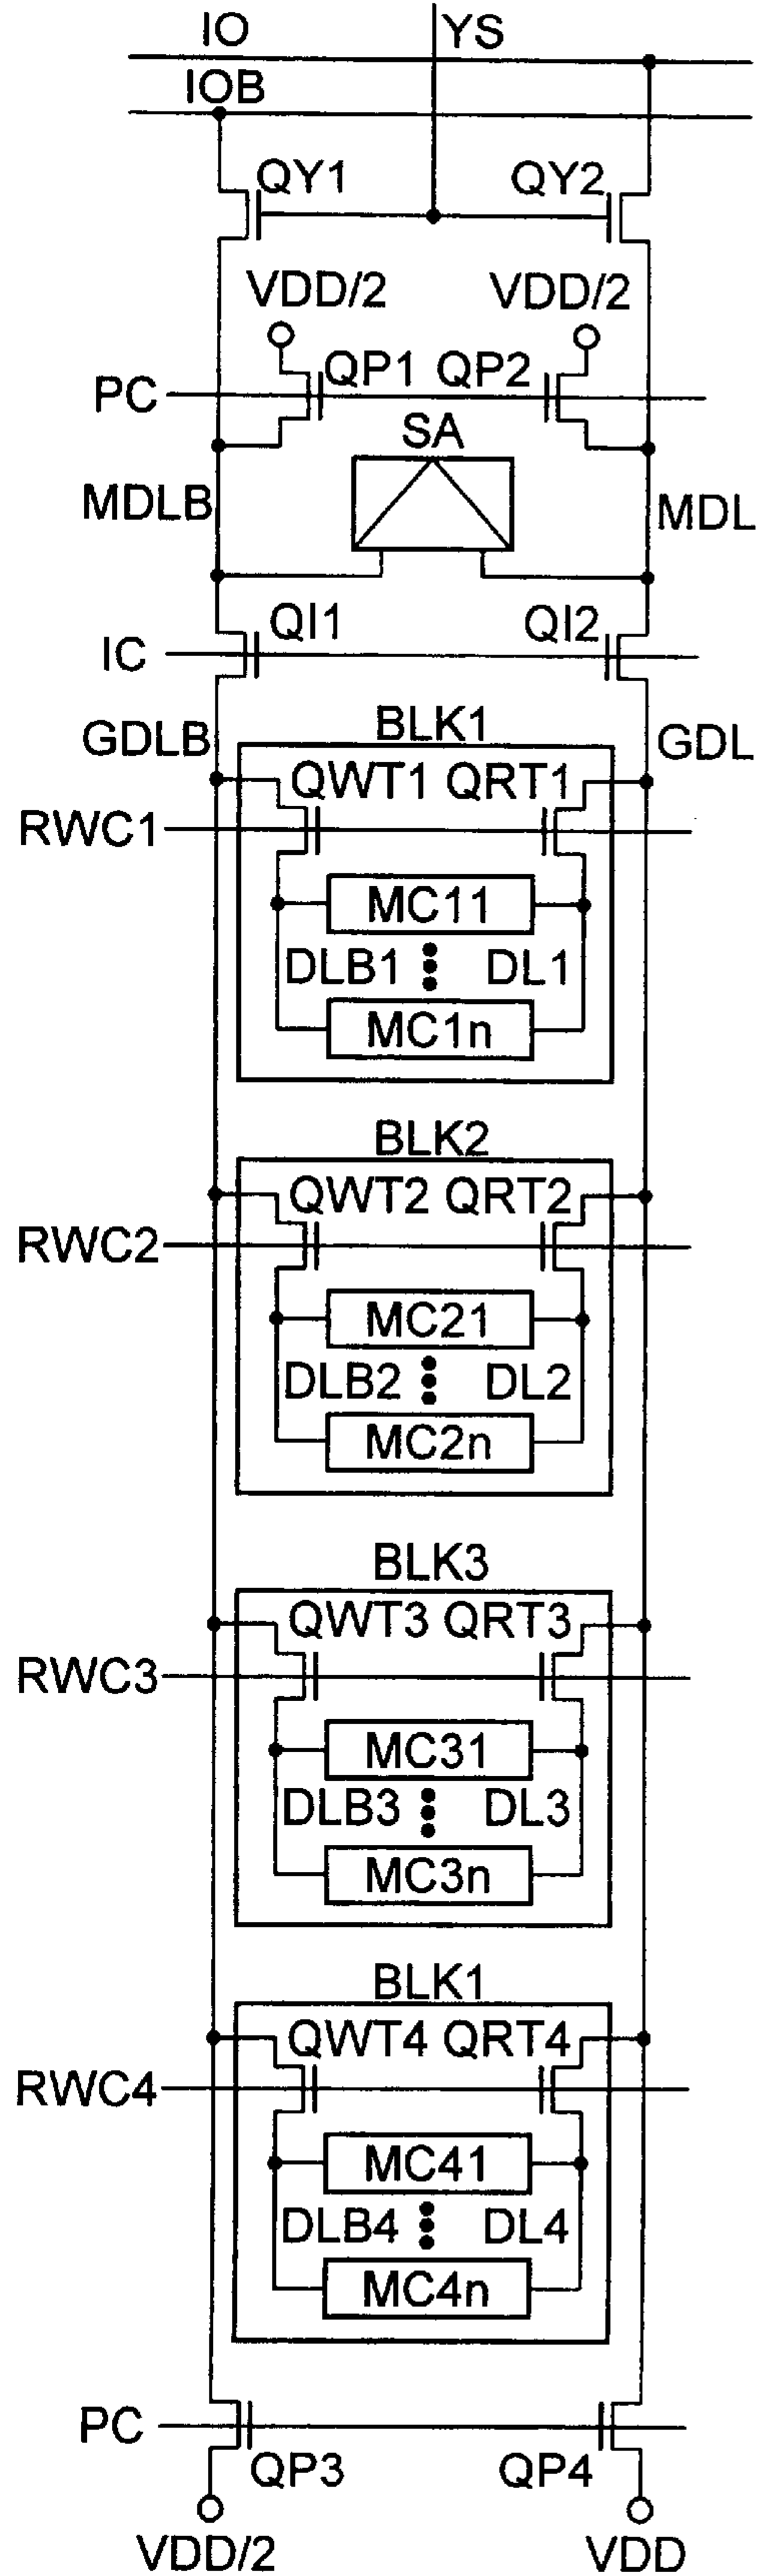 IO YS
IOB
QY1 QY2
VDD/2 VDD/2
PC QP1 QP2
SA
MDLB MDL
IC QI1 QI2
GDLB BLK1 GDL
QWT1 QRT1
RWC1
MC11
DLB1 DL1
MC1n
BLK2
QWT2 QRT2
RWC2
MC21
DLB2 DL2
MC2n
BLK3
QWT3 QRT3
RWC3
MC31
DLB3 DL3
MC3n
BLK1
QWT4 QRT4
RWC4
MC41
DLB4 DL4
MC4n
PC
QP3 QP4
VDD/2 VDD